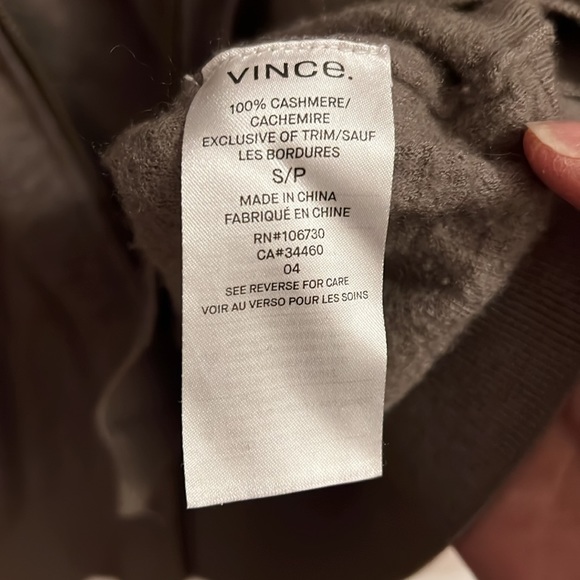 VINCE.
100% CASHMERE/
CACHEMIRE
EXCLUSIVE OF TRIM/SAUF
LES BORDURES
S/P
MADE IN CHINA
FABRIQUÉ EN CHINE
RN#106730
CA#34460
04
SEE REVERSE FOR CARE
VOIR AU VERSO POUR LES SOINS